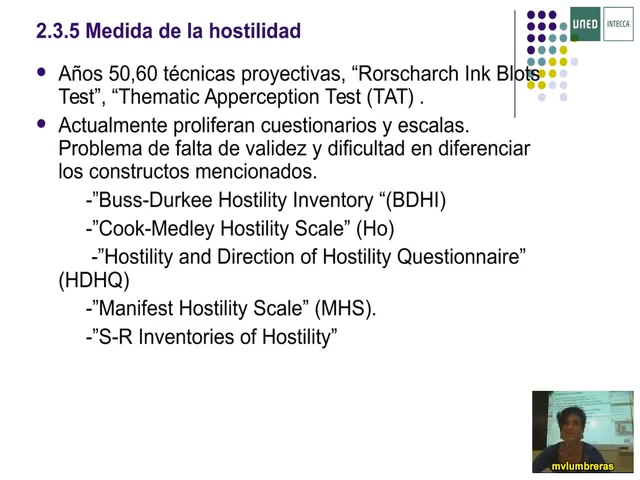 2.3.5 Medida de la hostilidad
UNED
INTECCA
Años 50,60 técnicas proyectivas, “Rorscharch Ink Blots
Test”, “Thematic Apperception Test (TAT) .
Actualmente proliferan cuestionarios y escalas.
Problema de falta de validez y dificultad en diferenciar
los constructos mencionados.
-”Buss-Durkee Hostility Inventory “(BDHI)
-”Cook-Medley Hostility Scale” (Ho)
-”Hostility and Direction of Hostility Questionnaire”
(HDHQ)
-”Manifest Hostility Scale” (MHS).
-”S-R Inventories of Hostility”
mvlumbreras